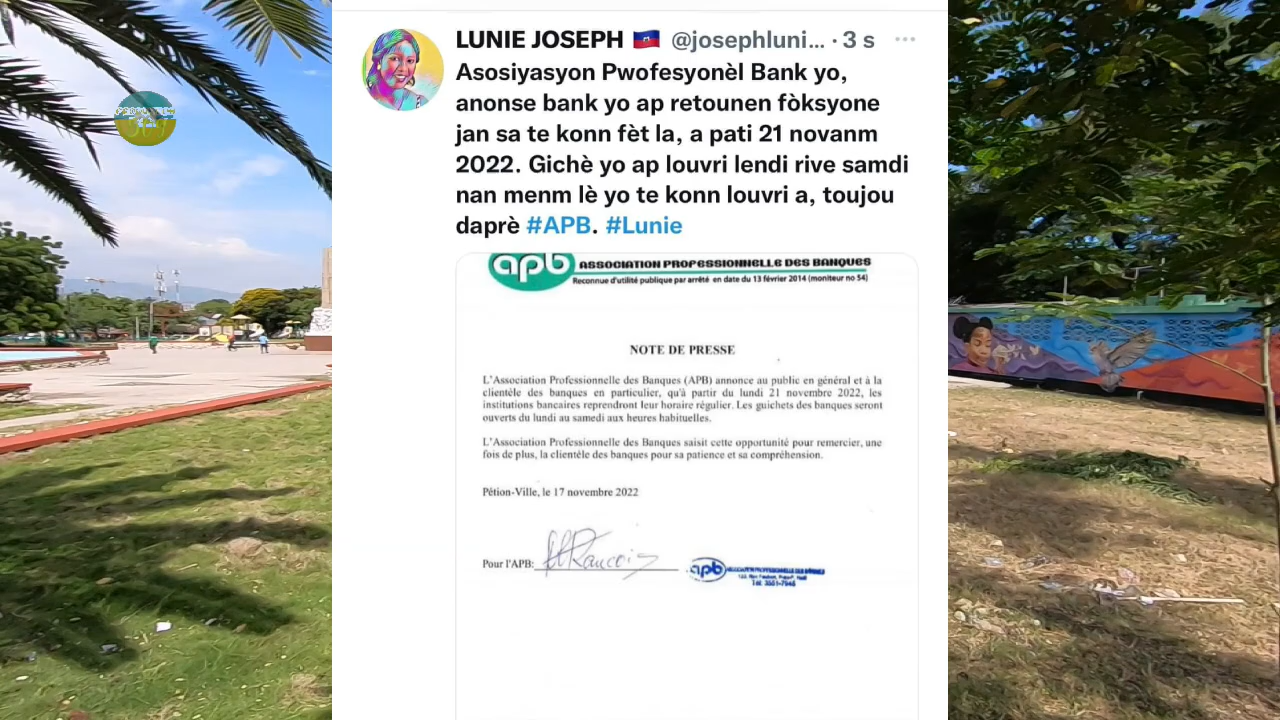 LUNIE JOSEPH 🇭🇹 @josephluni... · 3 s
Asosiyasyon Pwofesyonèl Bank yo,
anonse bank yo ap retounen fòksyone
jan sa te konn fèt la, a pati 21 novanm
2022. Gichè yo ap louvri lendi rive samdi
nan menm lè yo te konn louvri a, toujou
daprè #APB. #Lunie
apb ASSOCIATION PROFESSIONNELLE DES BANQUES
Reconnue d'utilité publique par arrêté en date du 13 février 2014 (moniteur no 54)
NOTE DE PRESSE
L'Association Professionnelle des Banques (APB) annonce au public en général et à la
clientèle des banques en particulier, qu'à partir du lundi 21 novembre 2022, les
institutions bancaires reprendront leur horaire régulier. Les guichets des banques seront
ouverts du lundi au samedi aux heures habituelles.
L'Association Professionnelle des Banques saisit cette opportunité pour remercier, une
fois de plus, la clientèle des banques pour sa patience et sa compréhension.
Pétion-Ville, le 17 novembre 2022
Pour l'APB:
apb ASSOCIATION PROFESSIONNELLE DES BANQUES